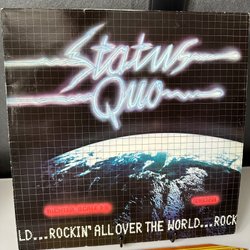 Status
Quo
LD...ROCKIN' ALL OVER THE WORLD...ROCK